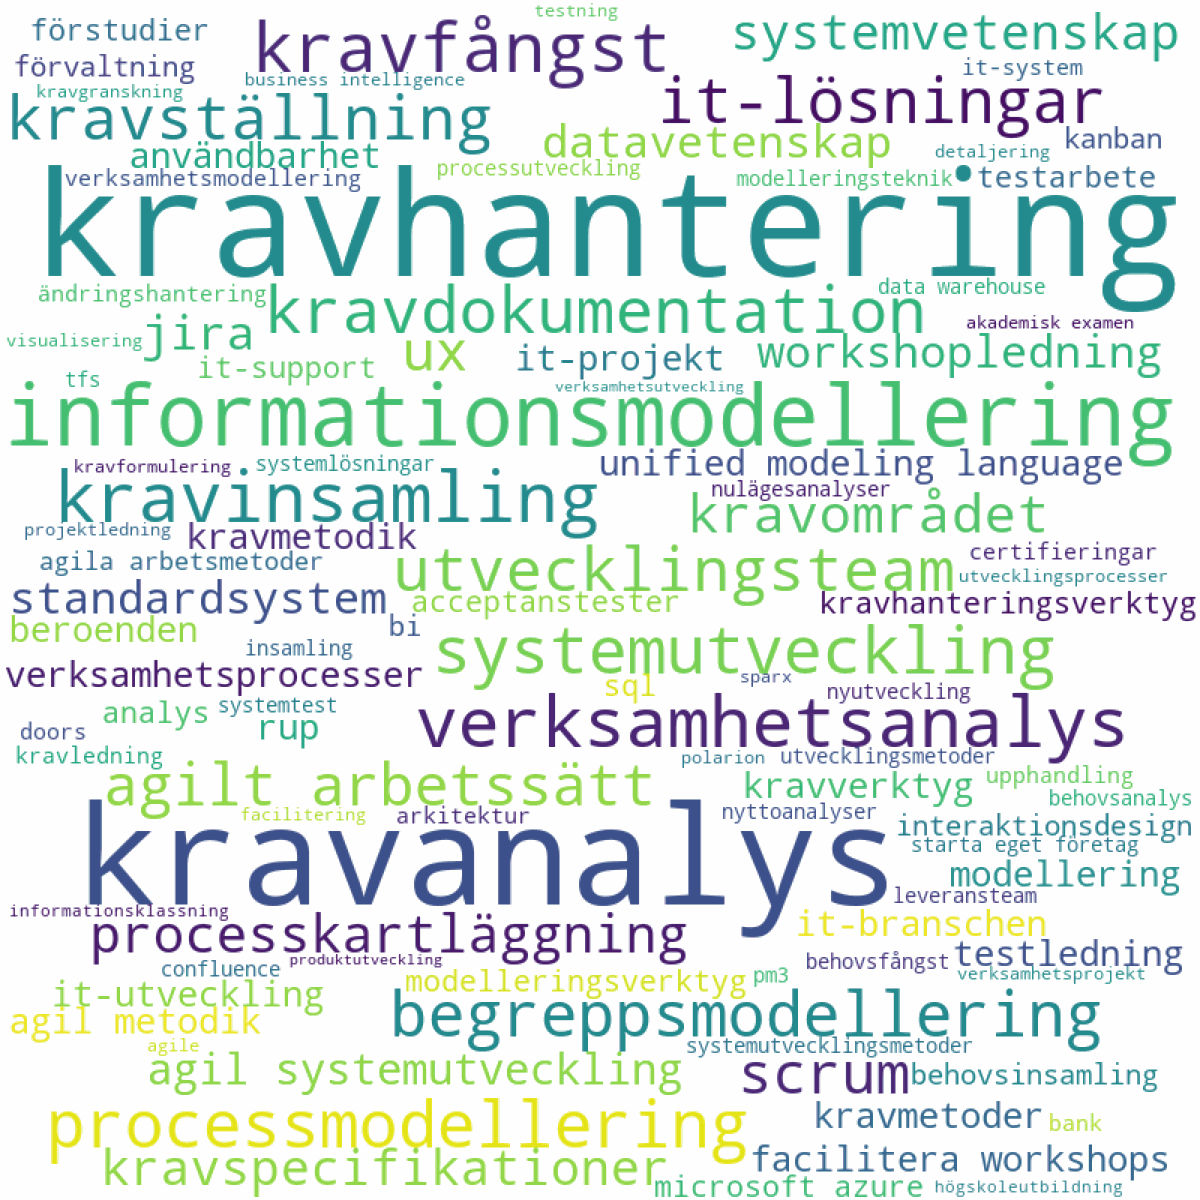 testning
förstudier
kravfångst
systemvetenskap
förvaltning
business intelligence
it-system
kravgranskning
it-lösningar
kravställning
datavetenskap
kanban
användbarhet
processutveckling
detaljering
verksamhetsmodellering
modelleringsteknik
testarbete
kravhantering
ändringshantering
data warehouse
kravdokumentation
akademisk examen
visualisering
jira
ux
it-projekt
workshopledning
it-support
tfs
verksamhetsutveckling
informationsmodellering
kravformulering
systemlösningar
unified modeling language
kravinsamling
nulägesanalyser
kravområdet
projektledning
kravmetodik
agila arbetsmetoder
utvecklingsteam
certifieringar
utvecklingsprocesser
standardsystem
acceptanstester
kravhanteringsverktyg
beroenden
bi
insamling
systemutveckling
verksamhetsprocesser
sql
sparx
nyutveckling
analys
systemtest
verksamhetsanalys
doors
rup
kravledning
polarion
utvecklingsmetoder
agilt arbetssätt
kravverktyg
upphandling
behovsanalys
kravanalys
facilitering
arkitektur
nyttoanalyser
interaktionsdesign
starta eget företag
modellering
leveransteam
informationsklassning
processkartläggning
it-branschen
testledning
produktutveckling
behovsfångst
confluence
modelleringsverktyg
pm3
verksamhetsprojekt
it-utveckling
begreppsmodellering
agil metodik
agile
systemutvecklingsmetoder
agil systemutveckling
scrum
behovsinsamling
processmodellering
kravmetoder
bank
kravspecifikationer
facilitera workshops
microsoft azure
högskoleutbildning